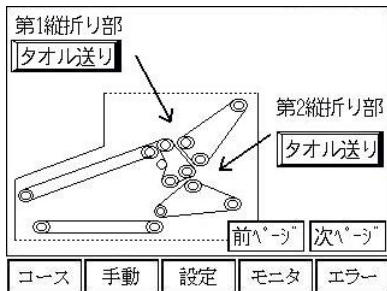 第1縦折り部
タオル送り
第2縦折り部
タオル送り
前ﾍﾟｰｼﾞ 次ﾍﾟｰｼﾞ
コース 手動 設定 モニタ エラー